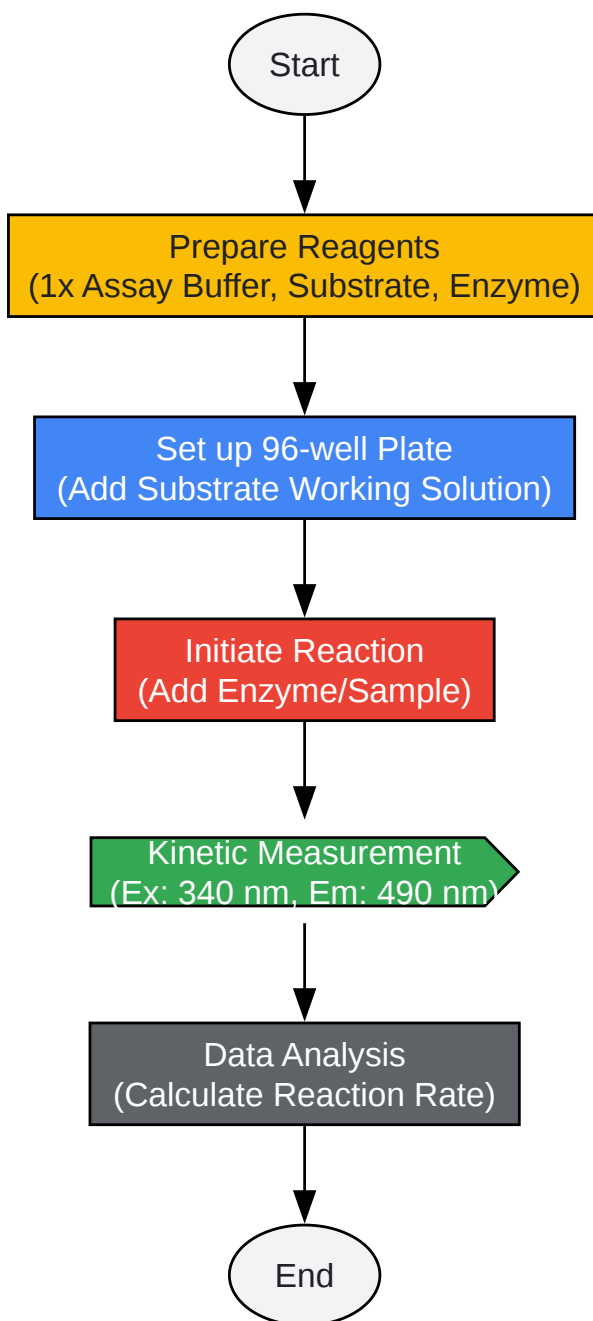 Start
Prepare Reagents
(1x Assay Buffer, Substrate, Enzyme)
Set up 96-well Plate
(Add Substrate Working Solution)
Initiate Reaction
(Add Enzyme/Sample)
Kinetic Measurement
(Ex: 340 nm, Em: 490 nm)
Data Analysis
(Calculate Reaction Rate)
End